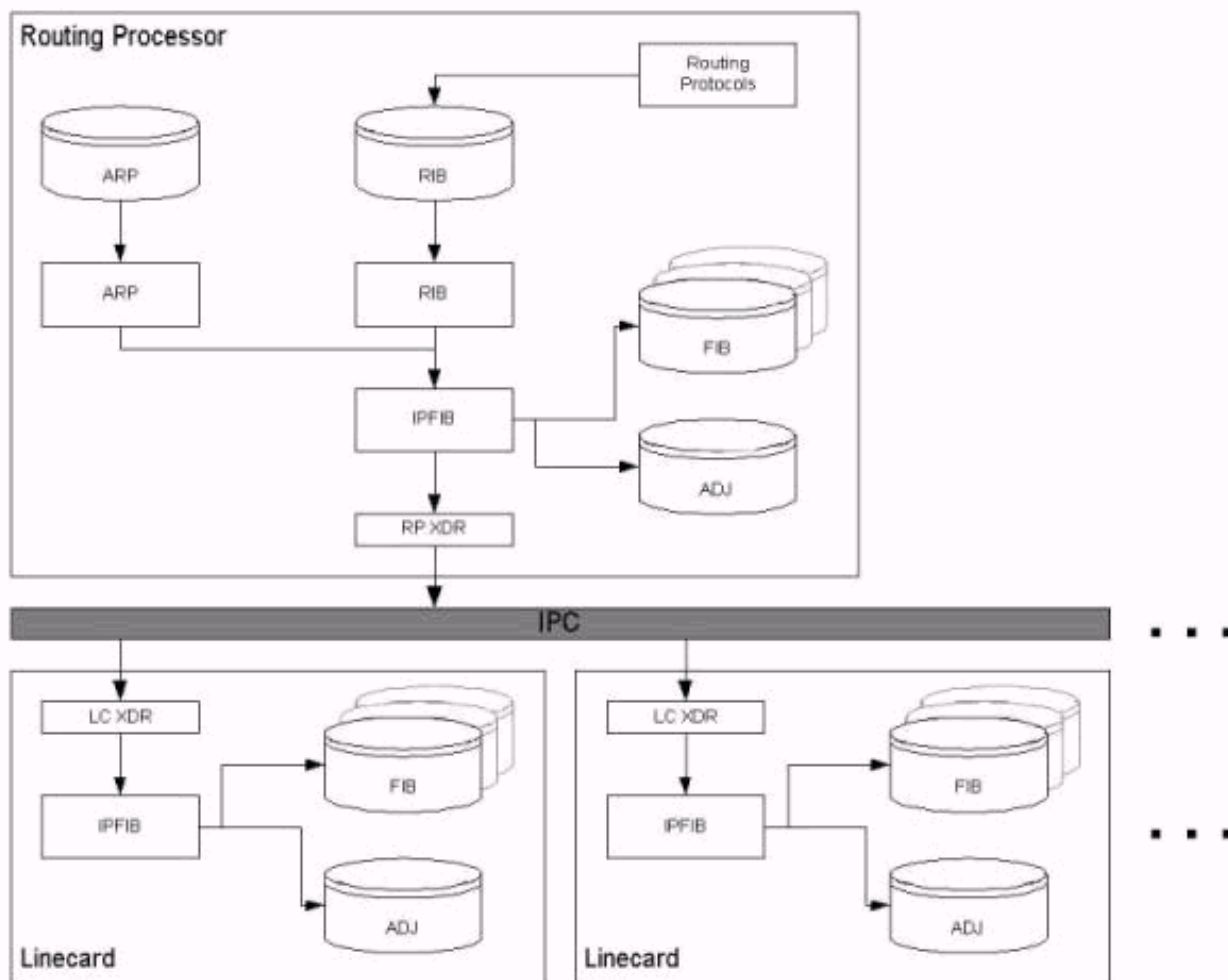 Routing Processor
Routing
Protocols
ARP
RIB
ARP
RIB
FIB
IPFIB
ADJ
RP XDR
IPC
. . .
LC XDR
LC XDR
FIB
FIB
IPFIB
IPFIB
. . .
ADJ
ADJ
Linecard
Linecard